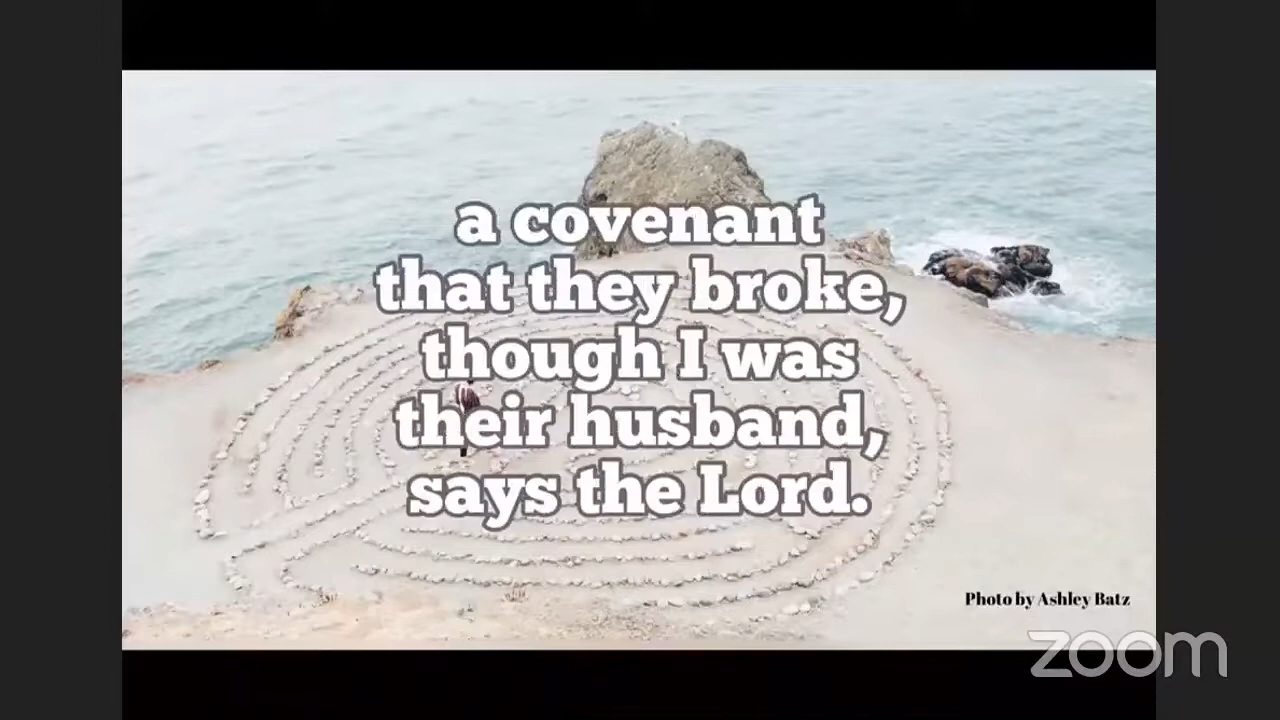 a covenant
that they broke,
though I was
their husband,
says the Lord.
Photo by Ashley Batz
zoom